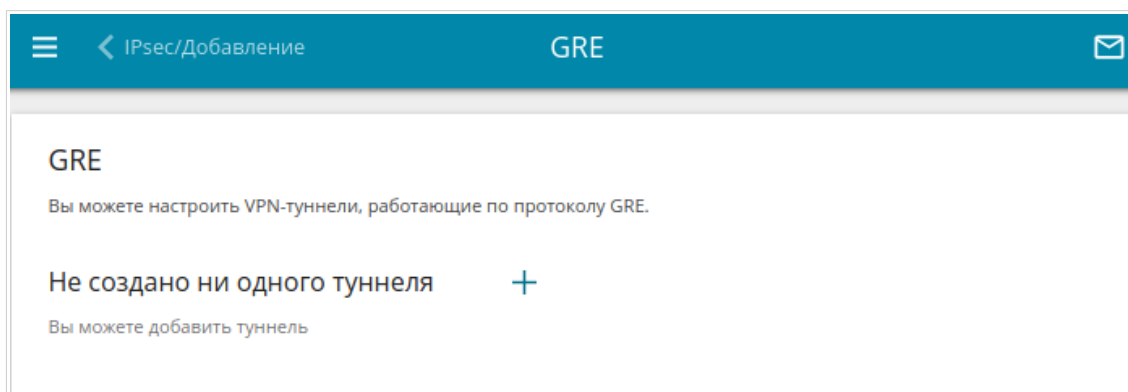 IPsec/Добавление
GRE
GRE
Вы можете настроить VPN-туннели, работающие по протоколу GRE.
Не создано ни одного туннеля
Вы можете добавить туннель